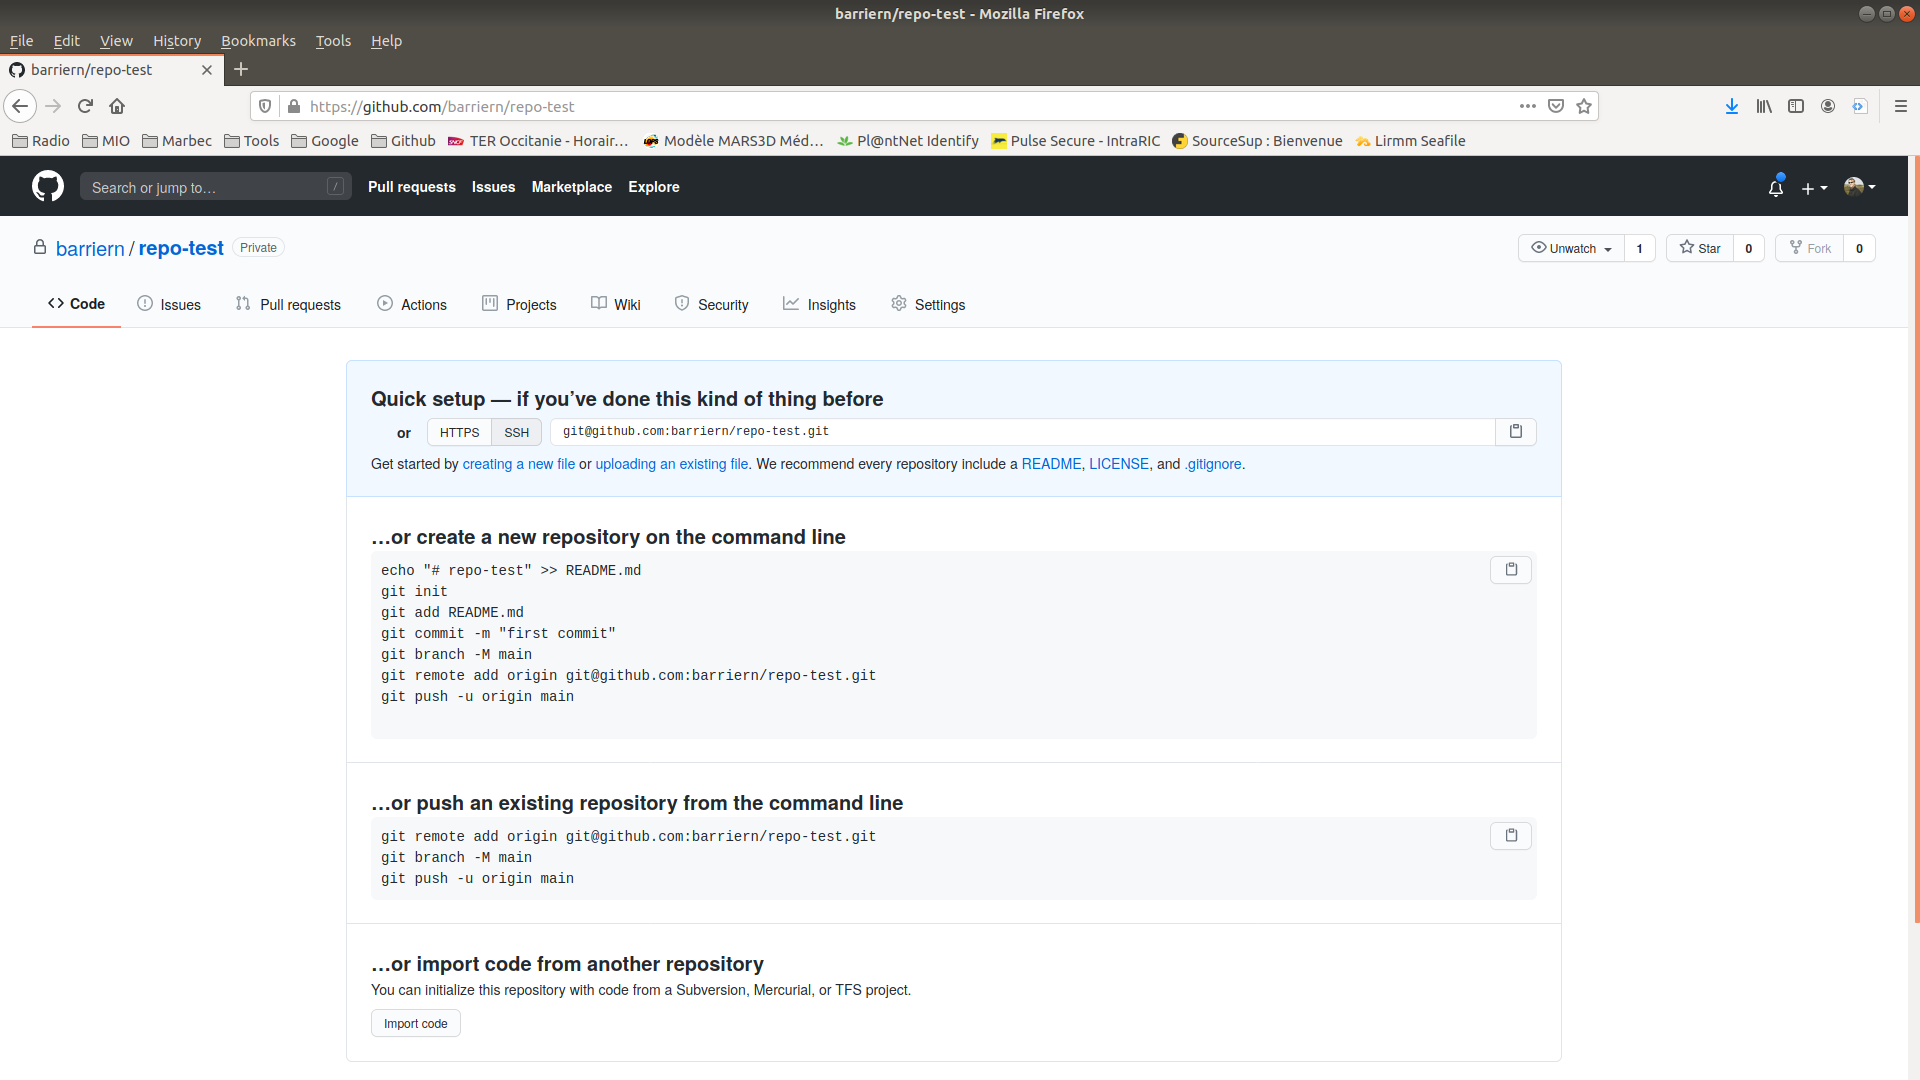 barriern/repo-test - Mozilla Firefox
File Edit View History Bookmarks Tools Help
barriern/repo-test
https://github.com/barriern/repo-test
Radio MIO Marbec Tools Google Github TER Occitanie - Horair… Modèle MARS3D Méd… Pl@ntNet Identify Pulse Secure - IntraRIC SourceSup : Bienvenue Lirmm Seafile
Search or jump to… / Pull requests Issues Marketplace Explore
barriern / repo-test Private Unwatch 1 Star 0 Fork 0
Code Issues Pull requests Actions Projects Wiki Security Insights Settings
Quick setup — if you’ve done this kind of thing before
or HTTPS SSH git@github.com:barriern/repo-test.git
Get started by creating a new file or uploading an existing file. We recommend every repository include a README, LICENSE, and .gitignore.
…or create a new repository on the command line
echo "# repo-test" >> README.md
git init
git add README.md
git commit -m "first commit"
git branch -M main
git remote add origin git@github.com:barriern/repo-test.git
git push -u origin main
…or push an existing repository from the command line
git remote add origin git@github.com:barriern/repo-test.git
git branch -M main
git push -u origin main
…or import code from another repository
You can initialize this repository with code from a Subversion, Mercurial, or TFS project.
Import code